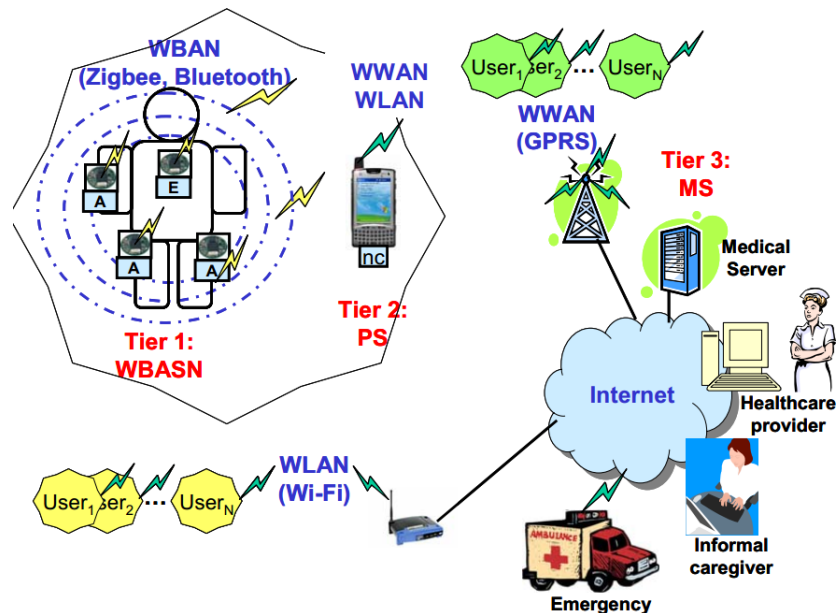 WBAN
(Zigbee, Bluetooth)
A
E
A
A
Tier 1:
WBASN
WWAN
WLAN
nc
Tier 2:
PS
User1
ser2
...
UserN
WWAN
(GPRS)
Tier 3:
MS
Medical
Server
Internet
Healthcare
provider
User1
ser2
...
UserN
WLAN
(Wi-Fi)
AMBULANCE
Emergency
Informal
caregiver